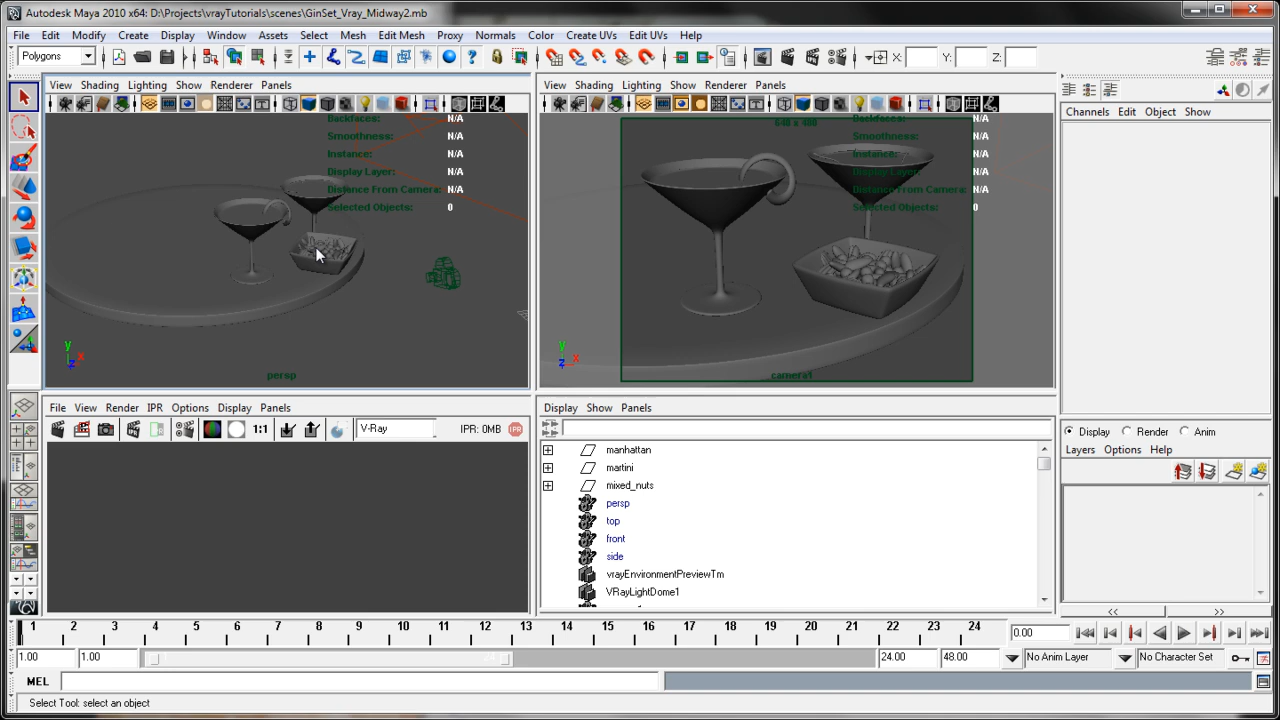 Autodesk Maya 2010 x64: D:\Projects\vrayTutorials\scenes\GinSet_Vray_Midway2.mb
File Edit Modify Create Display Window Assets Select Mesh Edit Mesh Proxy Normals Color Create UVs Edit UVs Help
Polygons X: Y: Z:
View Shading Lighting Show Renderer Panels
View Shading Lighting Show Renderer Panels
Channels Edit Object Show
Backfaces: N/A
Smoothness: N/A
Instance: N/A
Display Layer: N/A
Distance From Camera: N/A
Selected Objects: 0
y
x
z
persp
640 x 480
Backfaces: N/A
Smoothness: N/A
Instance: N/A
Display Layer: N/A
Distance From Camera: N/A
Selected Objects: 0
y
x
z
camera1
File View Render IPR Options Display Panels
1:1 V-Ray IPR: 0MB IPR
Display Show Panels
manhattan
martini
mixed_nuts
persp
top
front
side
vrayEnvironmentPreviewTm
VRayLightDome1
Display Render Anim
Layers Options Help
<< >>
1 2 3 4 5 6 7 8 9 10 11 12 13 14 15 16 17 18 19 20 21 22 23 24 0.00
1.00 1.00 24 24.00 48.00 No Anim Layer No Character Set
MEL
Select Tool: select an object